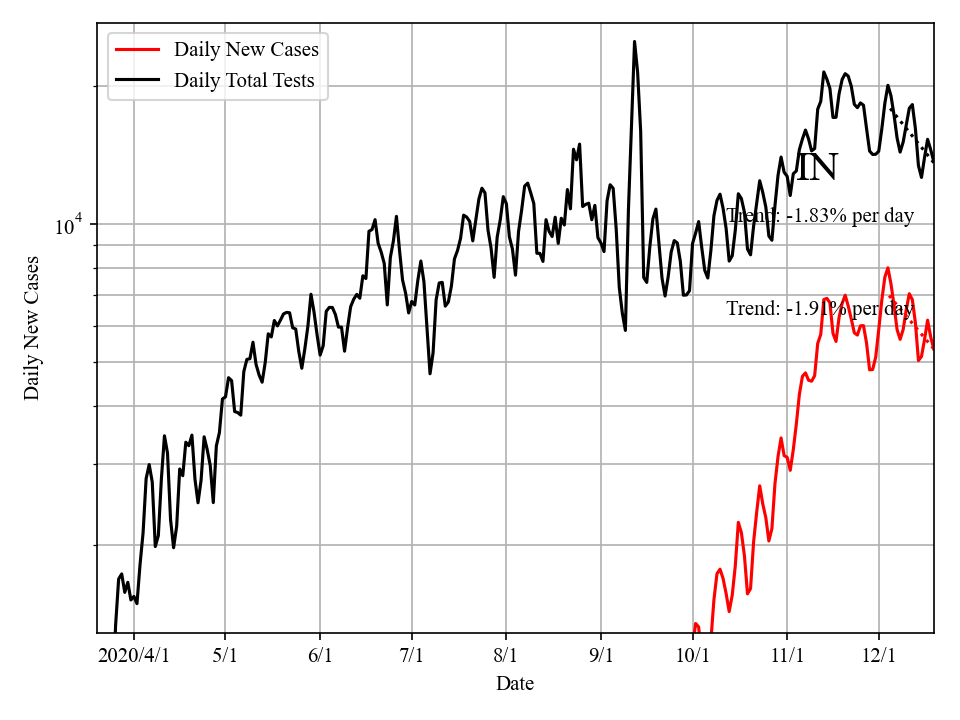 Daily New Cases
Daily Total Tests
IN
Trend: -1.83% per day
Trend: -1.91% per day
10^4
Daily New Cases
2020/4/1 5/1 6/1 7/1 8/1 9/1 10/1 11/1 12/1
Date